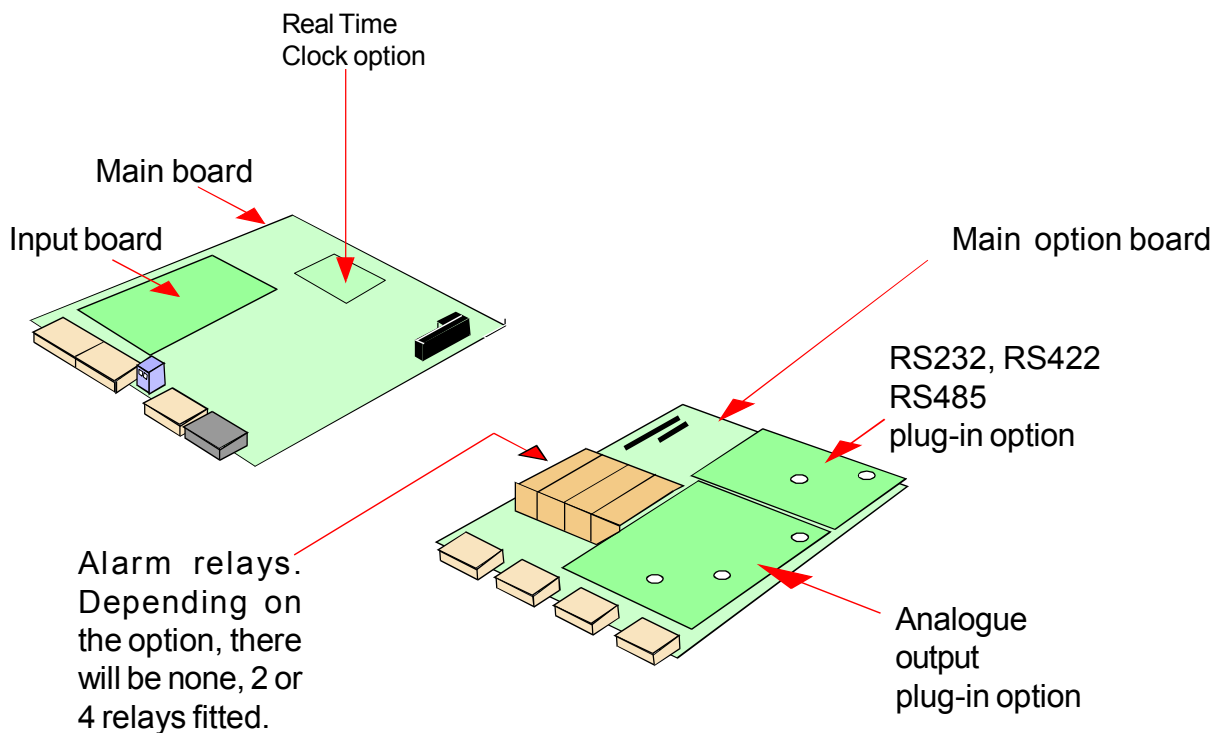 Real Time
Clock option
Main board
Input board
Main option board
RS232, RS422
RS485
plug-in option
Alarm relays.
Depending on
the option, there
will be none, 2 or
4 relays fitted.
Analogue
output
plug-in option